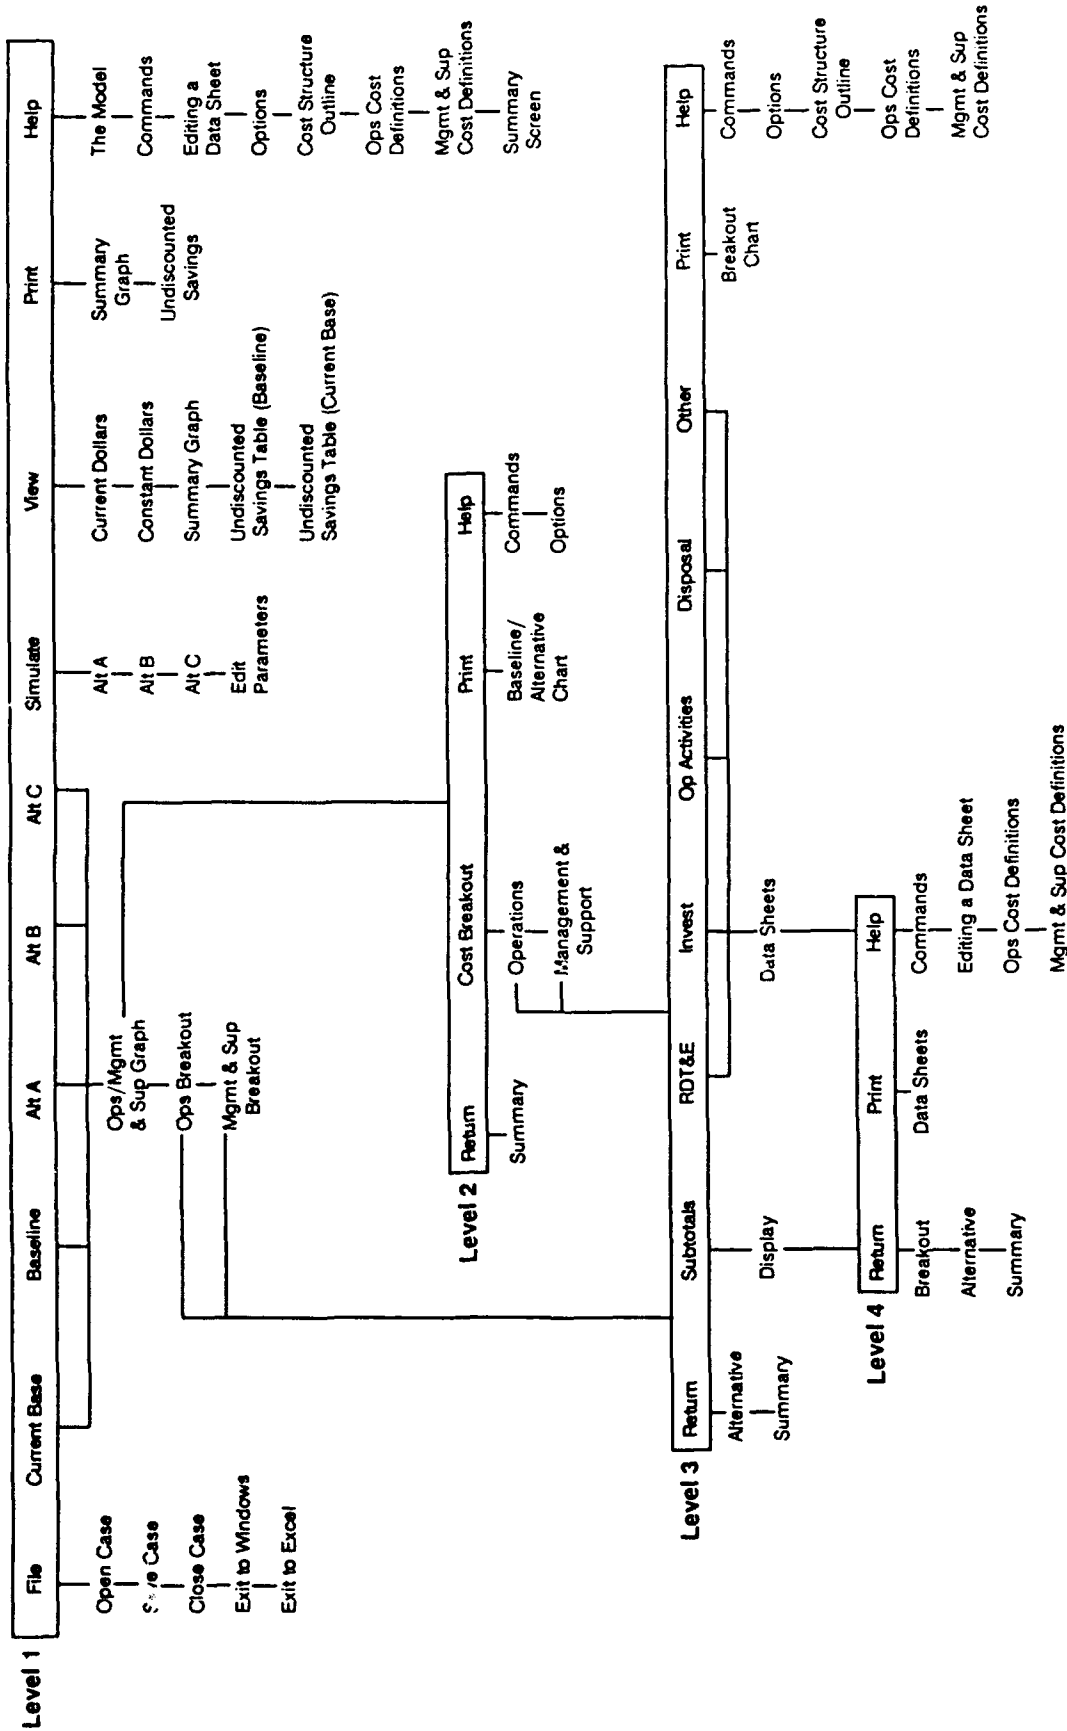 Level 1
File
Current Base
Baseline
Alt A
Alt B
Alt C
Simulate
View
Print
Help
Open Case
Save Case
Close Case
Exit to Windows
Exit to Excel
Ops/Mgmt
& Sup Graph
Ops Breakout
Mgmt & Sup
Breakout
Alt A
Alt B
Alt C
Edit
Parameters
Current Dollars
Constant Dollars
Summary Graph
Undiscounted
Savings Table (Baseline)
Undiscounted
Savings Table (Current Base)
Summary
Graph
Undiscounted
Savings
The Model
Commands
Editing a
Data Sheet
Options
Cost Structure
Outline
Ops Cost
Definitions
Mgmt & Sup
Cost Definitions
Summary
Screen
Level 2
Return
Cost Breakout
Print
Help
Summary
Operations
Management &
Support
Baseline/
Alternative
Chart
Commands
Options
Level 3
Return
Subtotals
RDT&E
Invest
Op Activities
Disposal
Other
Print
Help
Alternative
Summary
Display
Data Sheets
Breakout
Chart
Commands
Options
Cost Structure
Outline
Ops Cost
Definitions
Mgmt & Sup
Cost Definitions
Level 4
Return
Print
Help
Breakout
Alternative
Summary
Data Sheets
Commands
Editing a Data Sheet
Ops Cost Definitions
Mgmt & Sup Cost Definitions